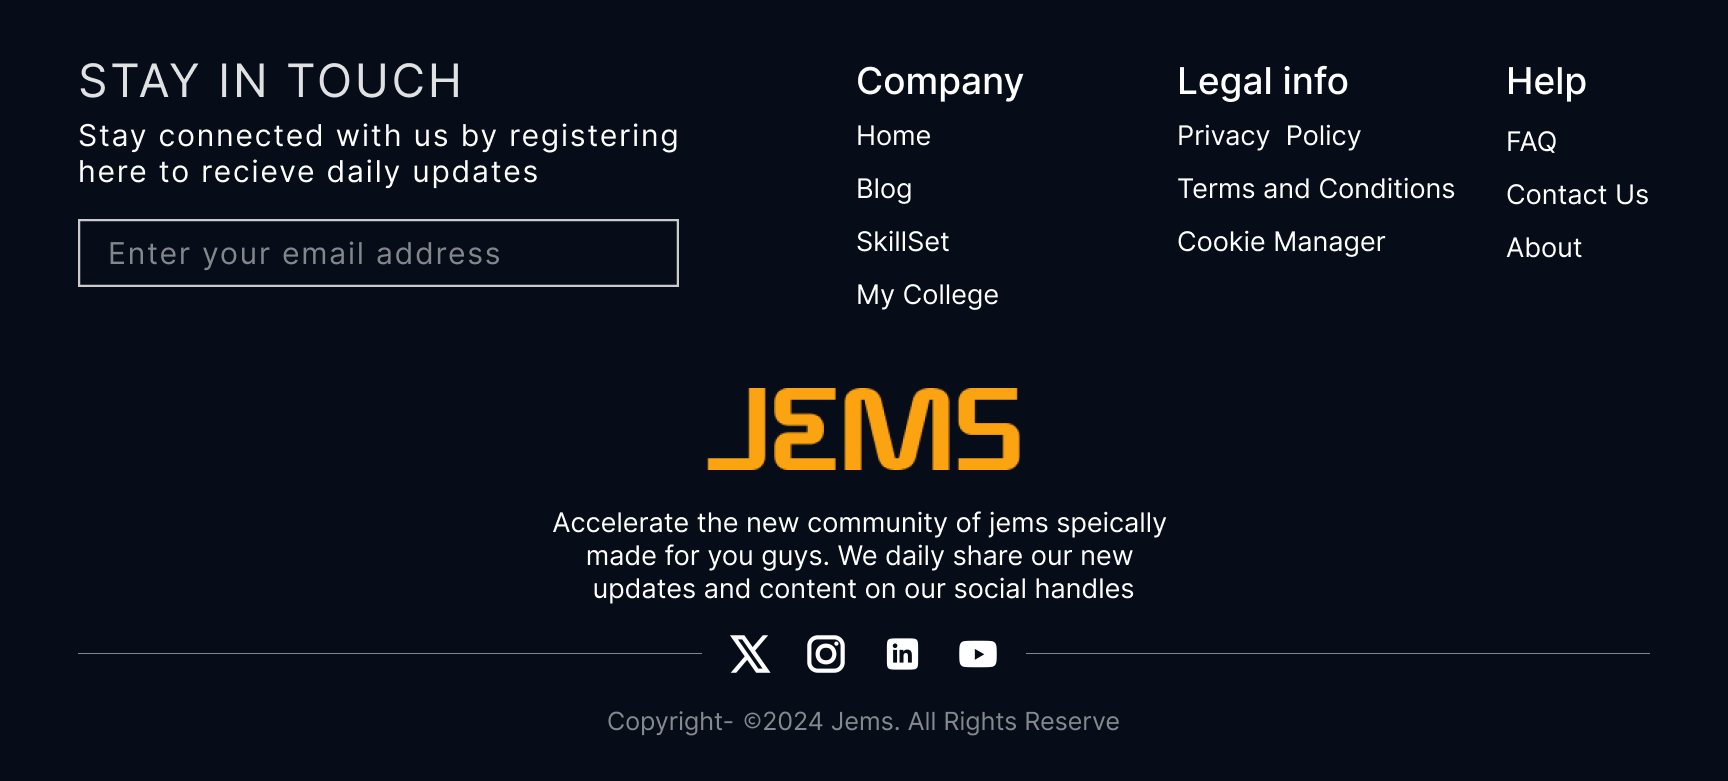 STAY IN TOUCH
Stay connected with us by registering
here to recieve daily updates
Enter your email address
Company
Home
Blog
SkillSet
My College
Legal info
Privacy  Policy
Terms and Conditions
Cookie Manager
Help
FAQ
Contact Us
About
JEMS
Accelerate the new community of jems speically
made for you guys. We daily share our new
updates and content on our social handles
X
in
Copyright- ©2024 Jems. All Rights Reserve